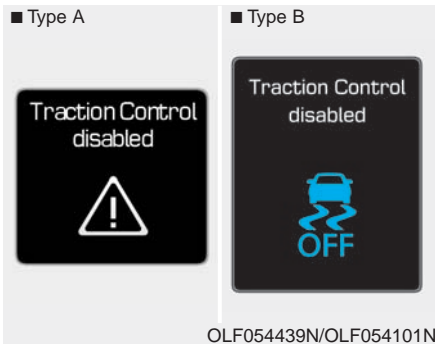 ■ Type A
■ Type B
Traction Control
disabled
Traction Control
disabled
OFF
OLF054439N/OLF054101N